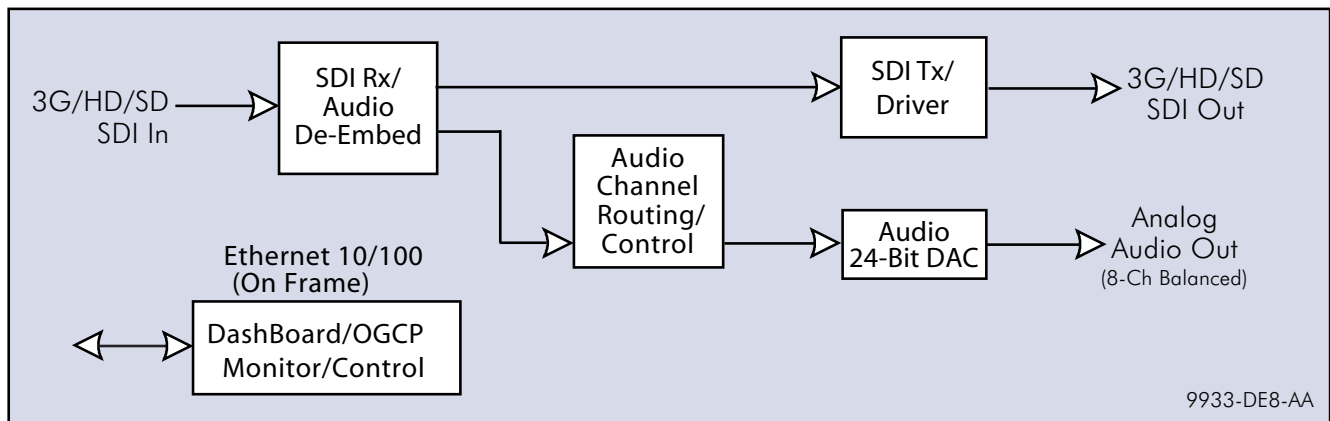 3G/HD/SD
SDI In
SDI Rx/
Audio
De-Embed
SDI Tx/
Driver
3G/HD/SD
SDI Out
Audio
Channel
Routing/
Control
Audio
24-Bit DAC
Analog
Audio Out
(8-Ch Balanced)
Ethernet 10/100
(On Frame)
DashBoard/OGCP
Monitor/Control
9933-DE8-AA